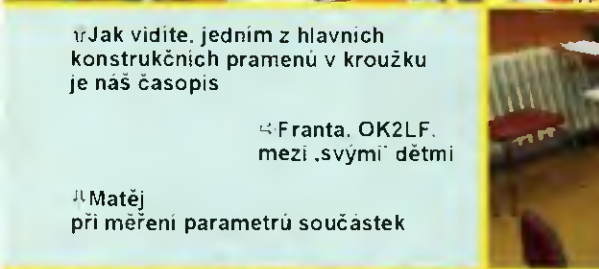 ⇑Jak vidíte, jedním z hlavních
konstrukčních pramenů v kroužku
je náš časopis
⇦Franta, OK2LF,
mezi „svými“ dětmi
⇓Matěj
při měření parametrů součástek